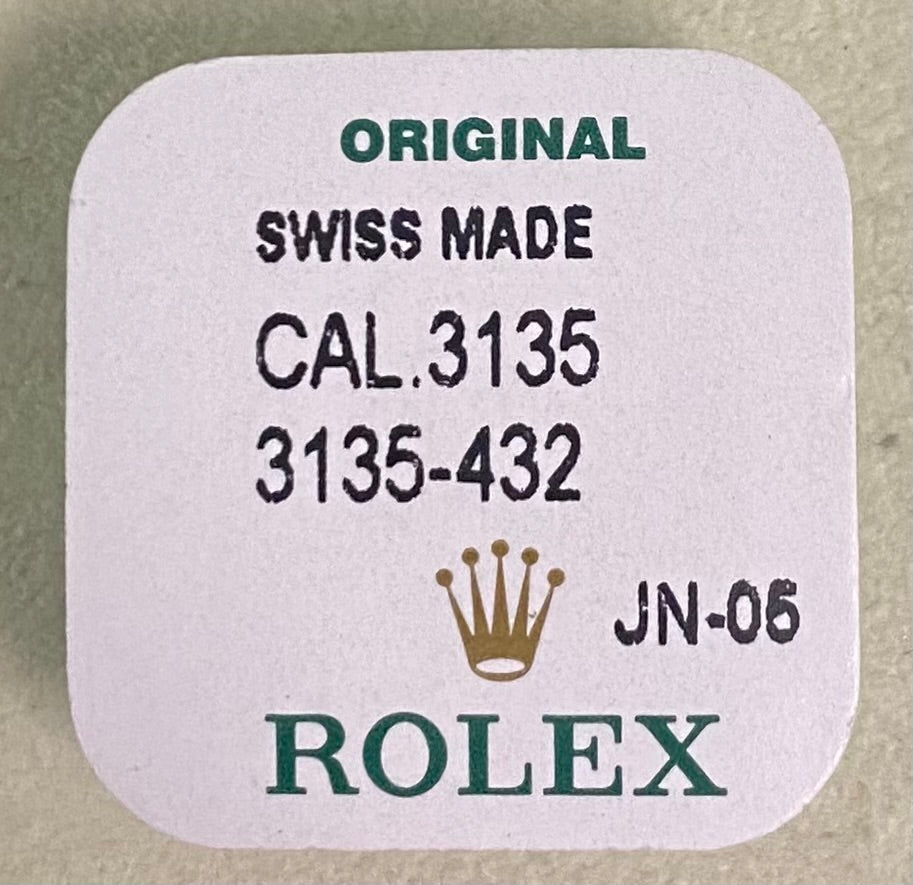 ORIGINAL
SWISS MADE
CAL.3135
3135-432
JN-06
ROLEX